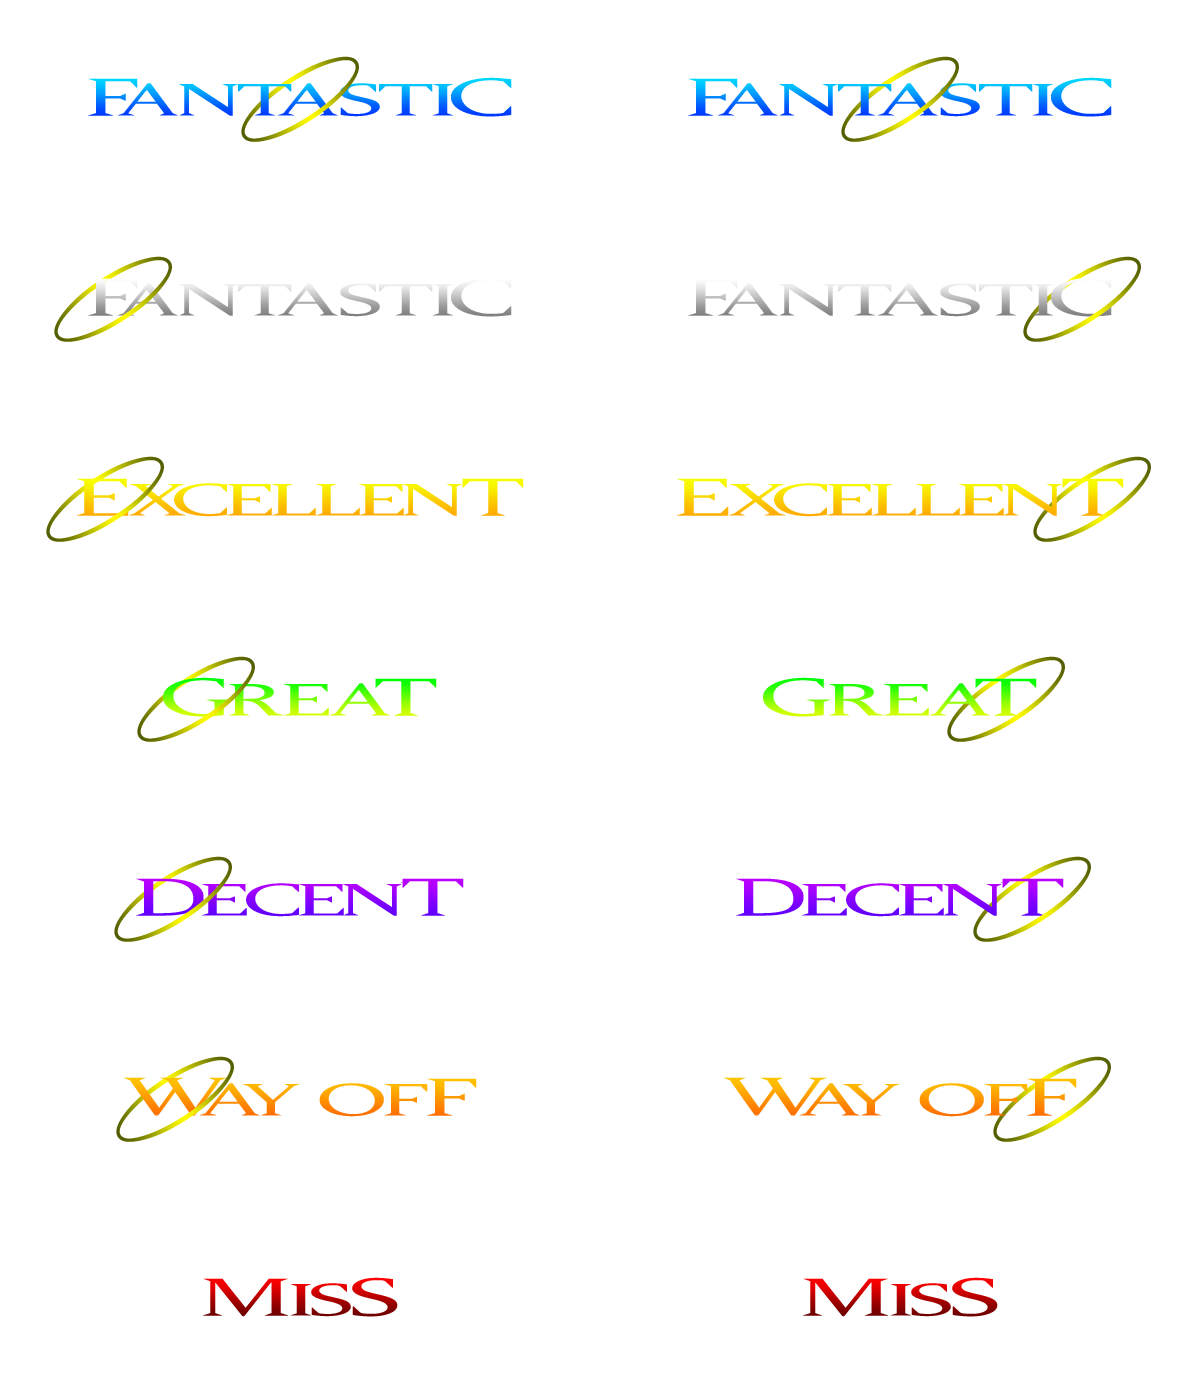 FANTASTIC FANTASTIC
FANTASTIC FANTASTIC
EXCELLENT EXCELLENT
GREAT GREAT
DECENT DECENT
WAY OFF WAY OFF
MISS MISS